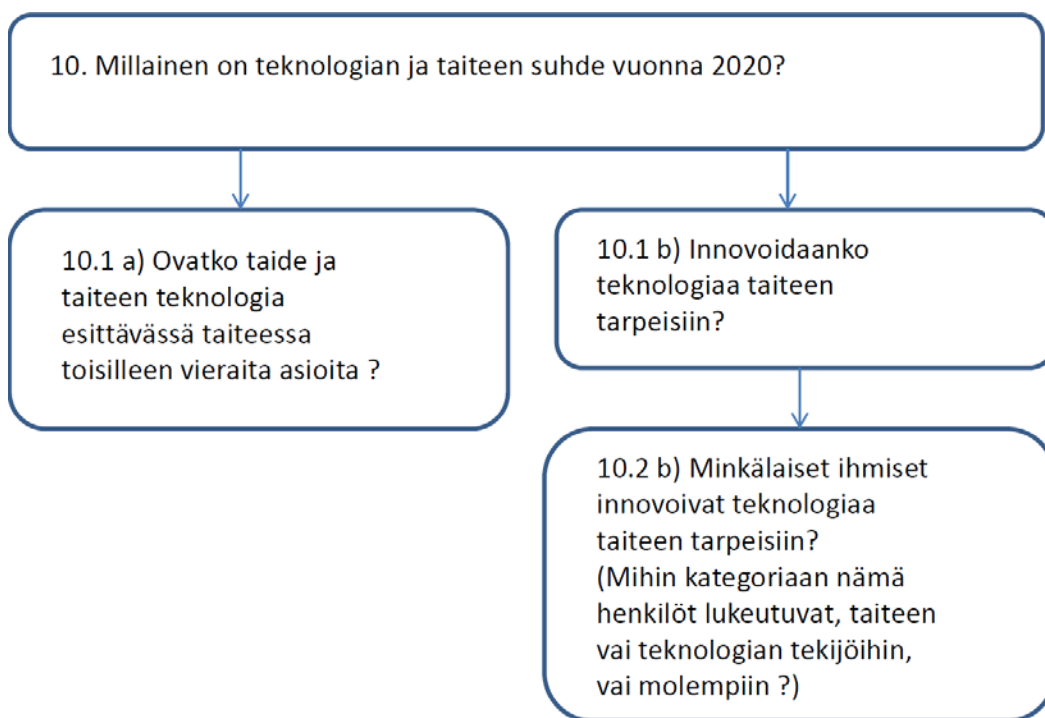 10. Millainen on teknologian ja taiteen suhde vuonna 2020?
10.1 a) Ovatko taide ja
taiteen teknologia
esittävässä taiteessa
toisilleen vieraita asioita ?
10.1 b) Innovoidaanko
teknologiaa taiteen
tarpeisiin?
10.2 b) Minkälaiset ihmiset
innovoivat teknologiaa
taiteen tarpeisiin?
(Mihin kategoriaan nämä
henkilöt lukeutuvat, taiteen
vai teknologian tekijöihin,
vai molempiin ?)